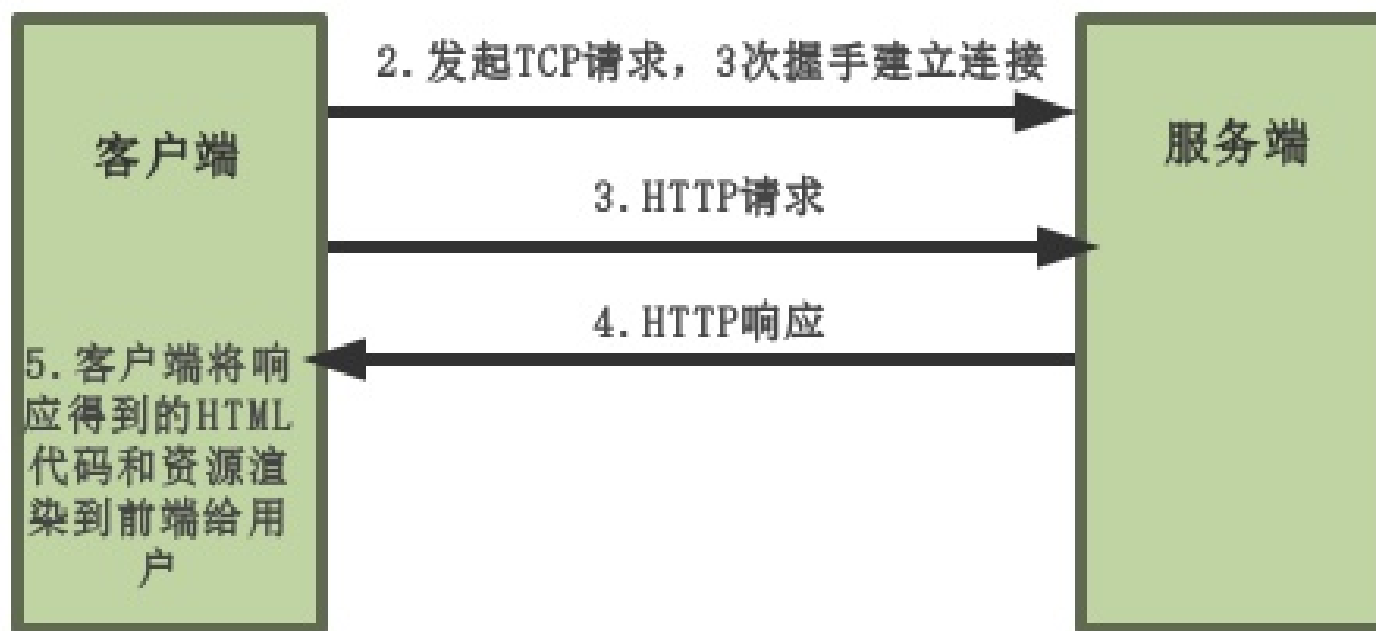 2.发起TCP请求，3次握手建立连接
客户端
服务端
3.HTTP请求
4.HTTP响应
5.客户端将响
应得到的HTML
代码和资源渲
染到前端给用
户